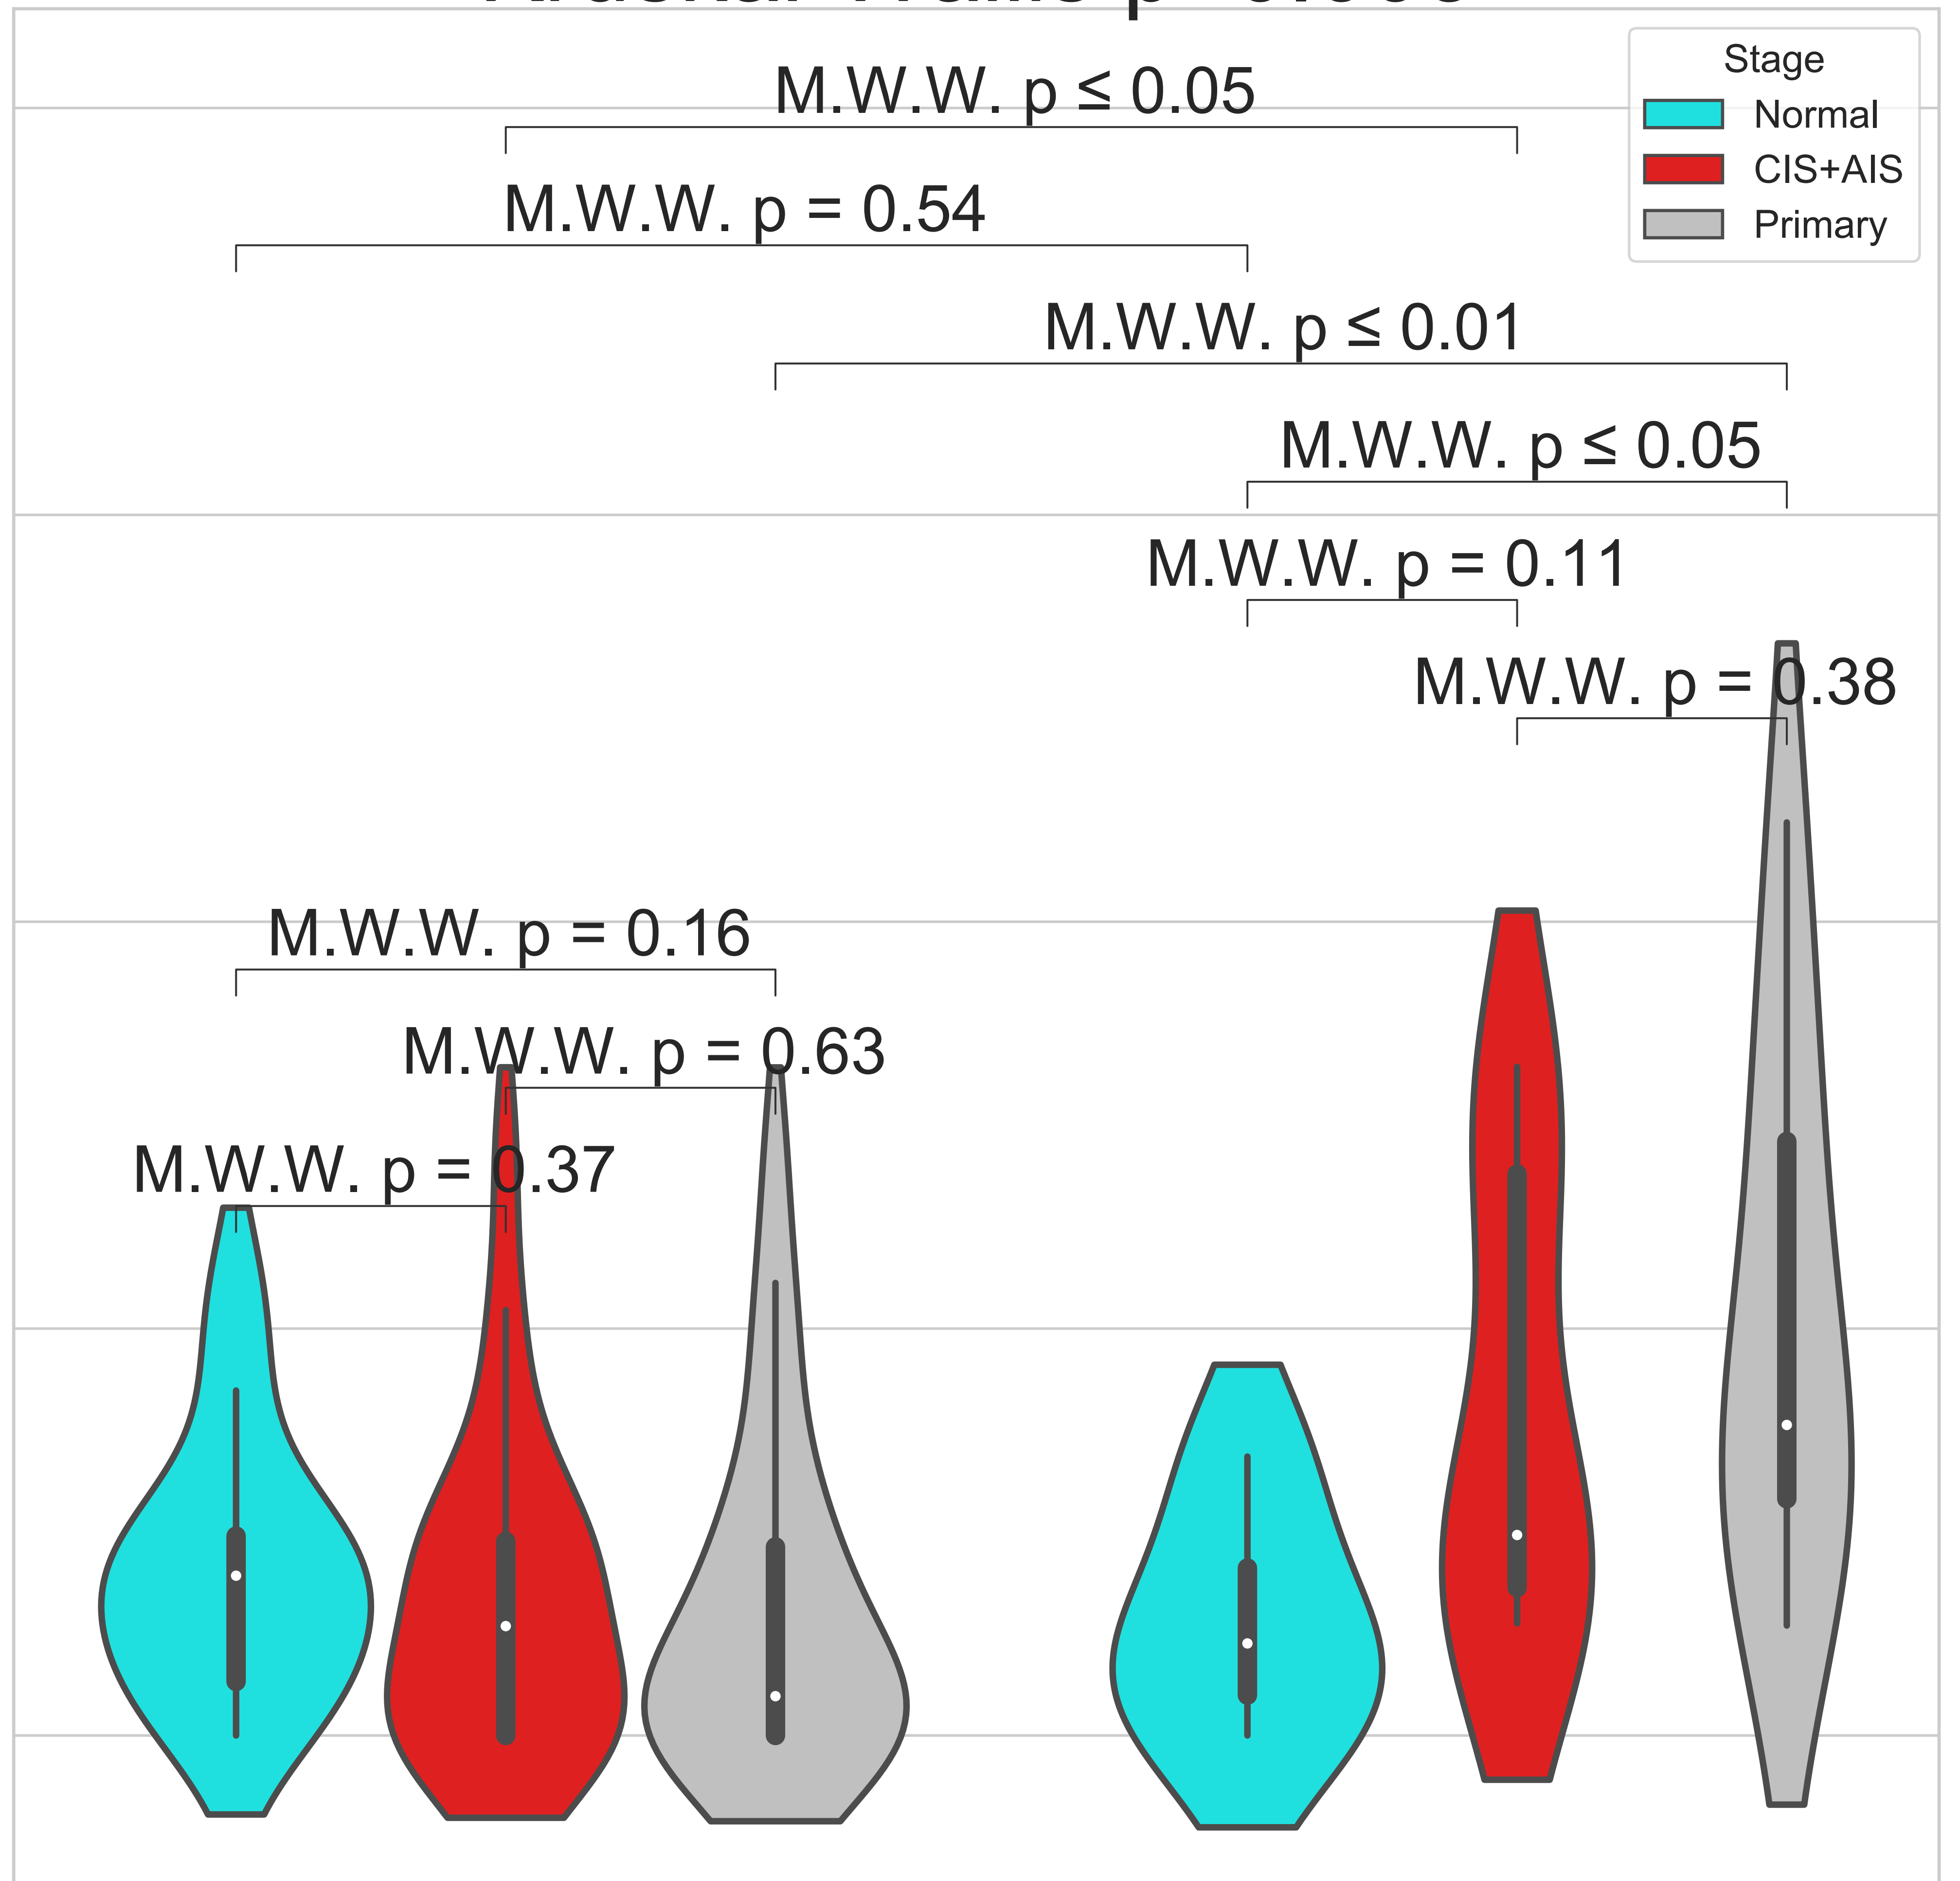 M.W.W. p ≤ 0.05
M.W.W. p = 0.54
M.W.W. p ≤ 0.01
M.W.W. p ≤ 0.05
M.W.W. p = 0.11
M.W.W. p = 0.38
M.W.W. p = 0.16
M.W.W. p = 0.63
M.W.W. p = 0.37
Stage
Normal
CIS+AIS
Primary